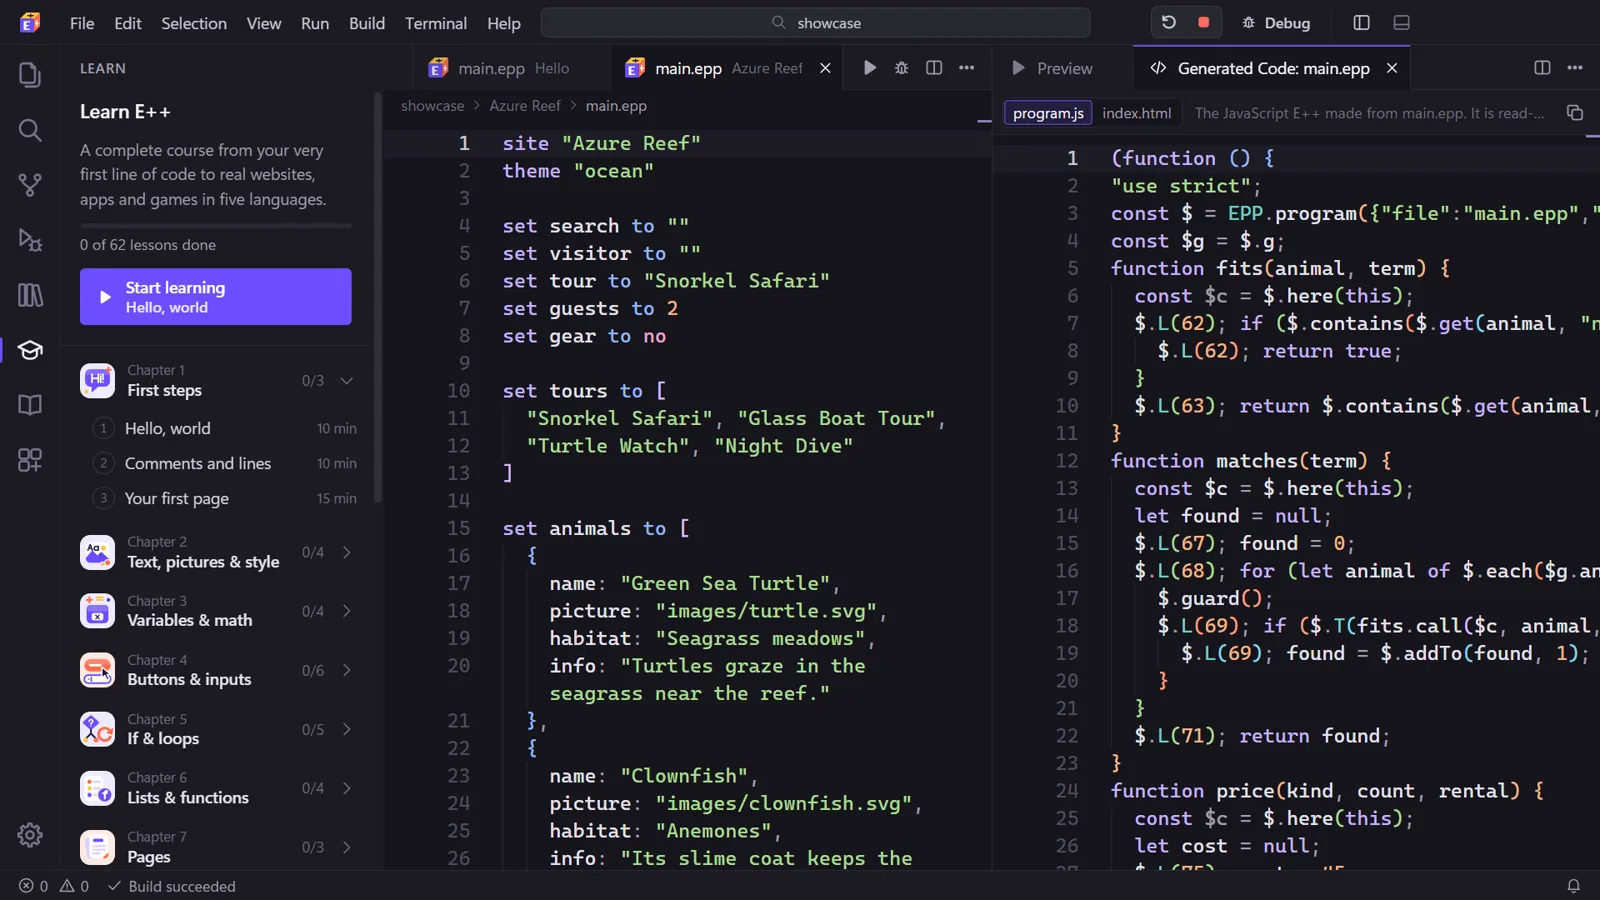 File Edit Selection View Run Build Terminal Help
showcase
Debug
LEARN
Learn E++
A complete course from your very
first line of code to real websites,
apps and games in five languages.
0 of 62 lessons done
Start learning
Hello, world
Chapter 1
First steps
0/3
1 Hello, world 10 min
2 Comments and lines 10 min
3 Your first page 15 min
Chapter 2
Text, pictures & style
0/4
Chapter 3
Variables & math
0/4
Chapter 4
Buttons & inputs
0/6
Chapter 5
If & loops
0/5
Chapter 6
Lists & functions
0/4
Chapter 7
Pages
0/3
main.epp Hello
main.epp Azure Reef
showcase > Azure Reef > main.epp
1 site "Azure Reef"
2 theme "ocean"
3
4 set search to ""
5 set visitor to ""
6 set tour to "Snorkel Safari"
7 set guests to 2
8 set gear to no
9
10 set tours to [
11 "Snorkel Safari", "Glass Boat Tour",
12 "Turtle Watch", "Night Dive"
13 ]
14
15 set animals to [
16 {
17 name: "Green Sea Turtle",
18 picture: "images/turtle.svg",
19 habitat: "Seagrass meadows",
20 info: "Turtles graze in the
seagrass near the reef."
21 },
22 {
23 name: "Clownfish",
24 picture: "images/clownfish.svg",
25 habitat: "Anemones",
26 info: "Its slime coat keeps the
Preview
Generated Code: main.epp
program.js index.html The JavaScript E++ made from main.epp. It is read-...
1 (function () {
2 "use strict";
3 const $ = EPP.program({"file":"main.epp","
4 const $g = $.g;
5 function fits(animal, term) {
6 const $c = $.here(this);
7 $.L(62); if ($.contains($.get(animal, "n
8 $.L(62); return true;
9 }
10 $.L(63); return $.contains($.get(animal,
11 }
12 function matches(term) {
13 const $c = $.here(this);
14 let found = null;
15 $.L(67); found = 0;
16 $.L(68); for (let animal of $.each($g.an
17 $.guard();
18 $.L(69); if ($.T(fits.call($c, animal,
19 $.L(69); found = $.addTo(found, 1);
20 }
21 }
22 $.L(71); return found;
23 }
24 function price(kind, count, rental) {
25 const $c = $.here(this);
26 let cost = null;
0 0 Build succeeded